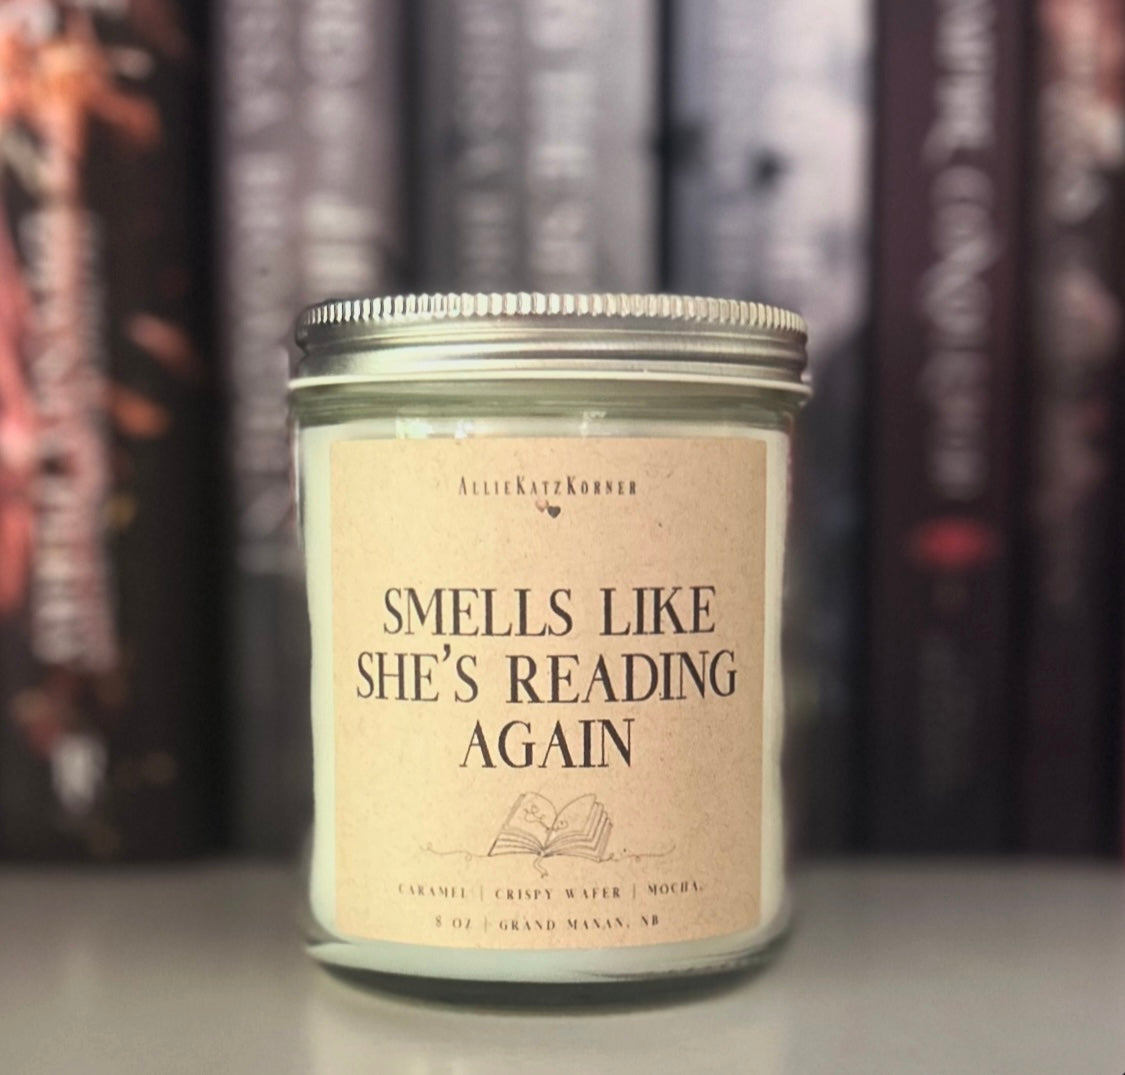 ALLIEKATZKORNER
SMELLS LIKE
SHE'S READING
AGAIN
CARAMEL | CRISPY WAFER | MOCHA.
8 OZ | GRAND MANAN, NB